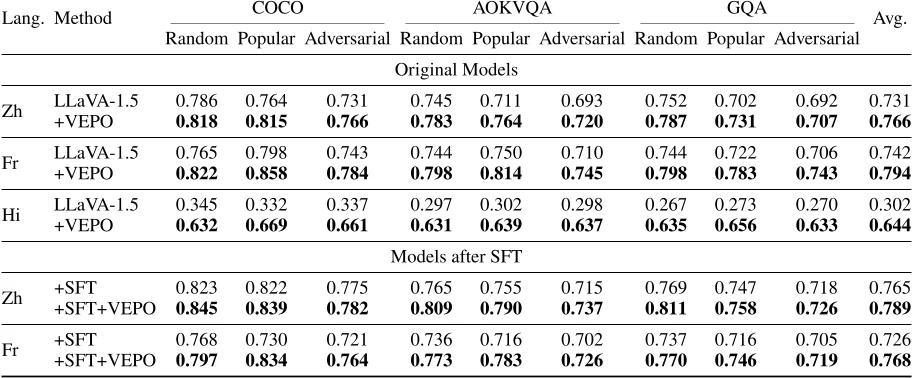 Lang. Method COCO AOKVQA GQA Avg.
Random Popular Adversarial Random Popular Adversarial Random Popular Adversarial
Original Models
Zh LLaVA-1.5 0.786 0.764 0.731 0.745 0.711 0.693 0.752 0.702 0.692 0.731
+VEPO 0.818 0.815 0.766 0.783 0.764 0.720 0.787 0.731 0.707 0.766
Fr LLaVA-1.5 0.765 0.798 0.743 0.744 0.750 0.710 0.744 0.722 0.706 0.742
+VEPO 0.822 0.858 0.784 0.798 0.814 0.745 0.798 0.783 0.743 0.794
Hi LLaVA-1.5 0.345 0.332 0.337 0.297 0.302 0.298 0.267 0.273 0.270 0.302
+VEPO 0.632 0.669 0.661 0.631 0.639 0.637 0.635 0.656 0.633 0.644
Models after SFT
Zh +SFT 0.823 0.822 0.775 0.765 0.755 0.715 0.769 0.747 0.718 0.765
+SFT+VEPO 0.845 0.839 0.782 0.809 0.790 0.737 0.811 0.758 0.726 0.789
Fr +SFT 0.768 0.730 0.721 0.736 0.716 0.702 0.737 0.716 0.705 0.726
+SFT+VEPO 0.797 0.834 0.764 0.773 0.783 0.726 0.770 0.746 0.719 0.768